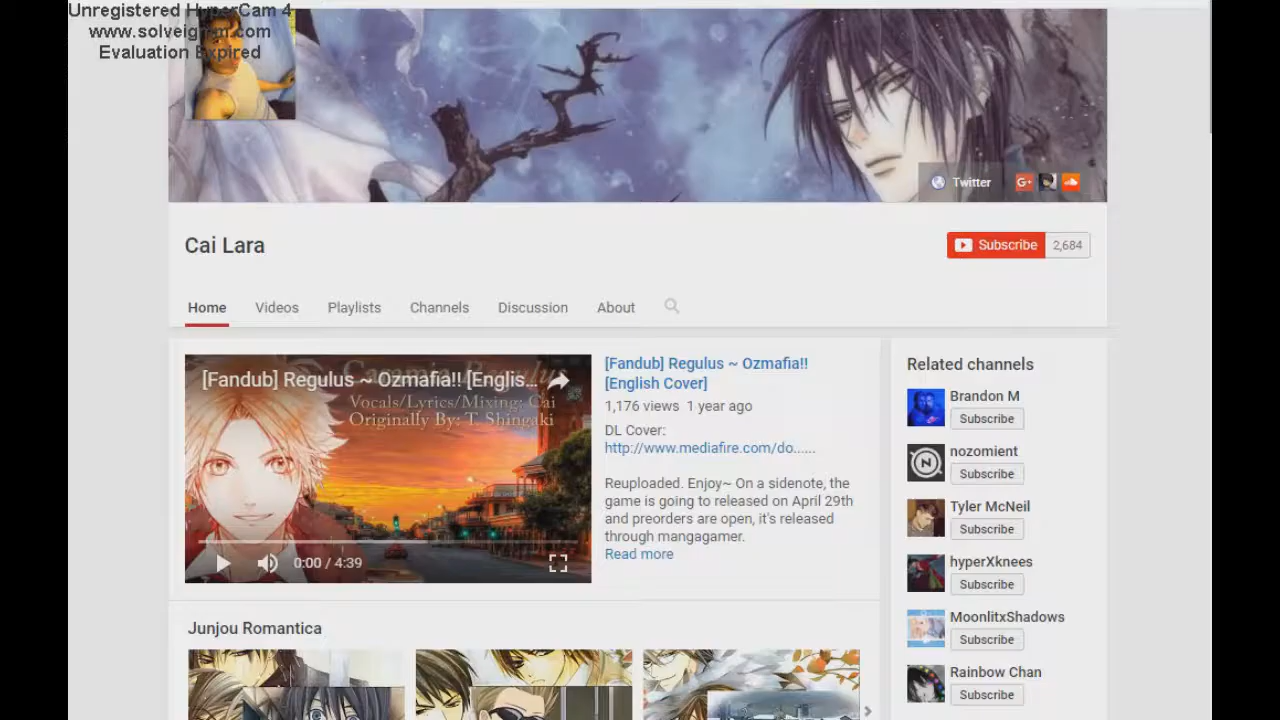 Unregistered HyperCam 4
www.solveigmm.com
Evaluation Expired
Twitter
G+
Cai Lara
Subscribe 2,684
Home Videos Playlists Channels Discussion About
[Fandub] Regulus ~ Ozmafia!! [Englis...
Vocals/Lyrics/Mixing: Cai
Originally By: T. Shingaki
0:00 / 4:39
[Fandub] Regulus ~ Ozmafia!!
[English Cover]
1,176 views 1 year ago
DL Cover:
http://www.mediafire.com/do......
Reuploaded. Enjoy~ On a sidenote, the
game is going to released on April 29th
and preorders are open, it's released
through mangagamer.
Read more
Related channels
Brandon M
Subscribe
N
nozomient
Subscribe
Tyler McNeil
Subscribe
hyperXknees
Subscribe
MoonlitxShadows
Subscribe
Rainbow Chan
Subscribe
Junjou Romantica